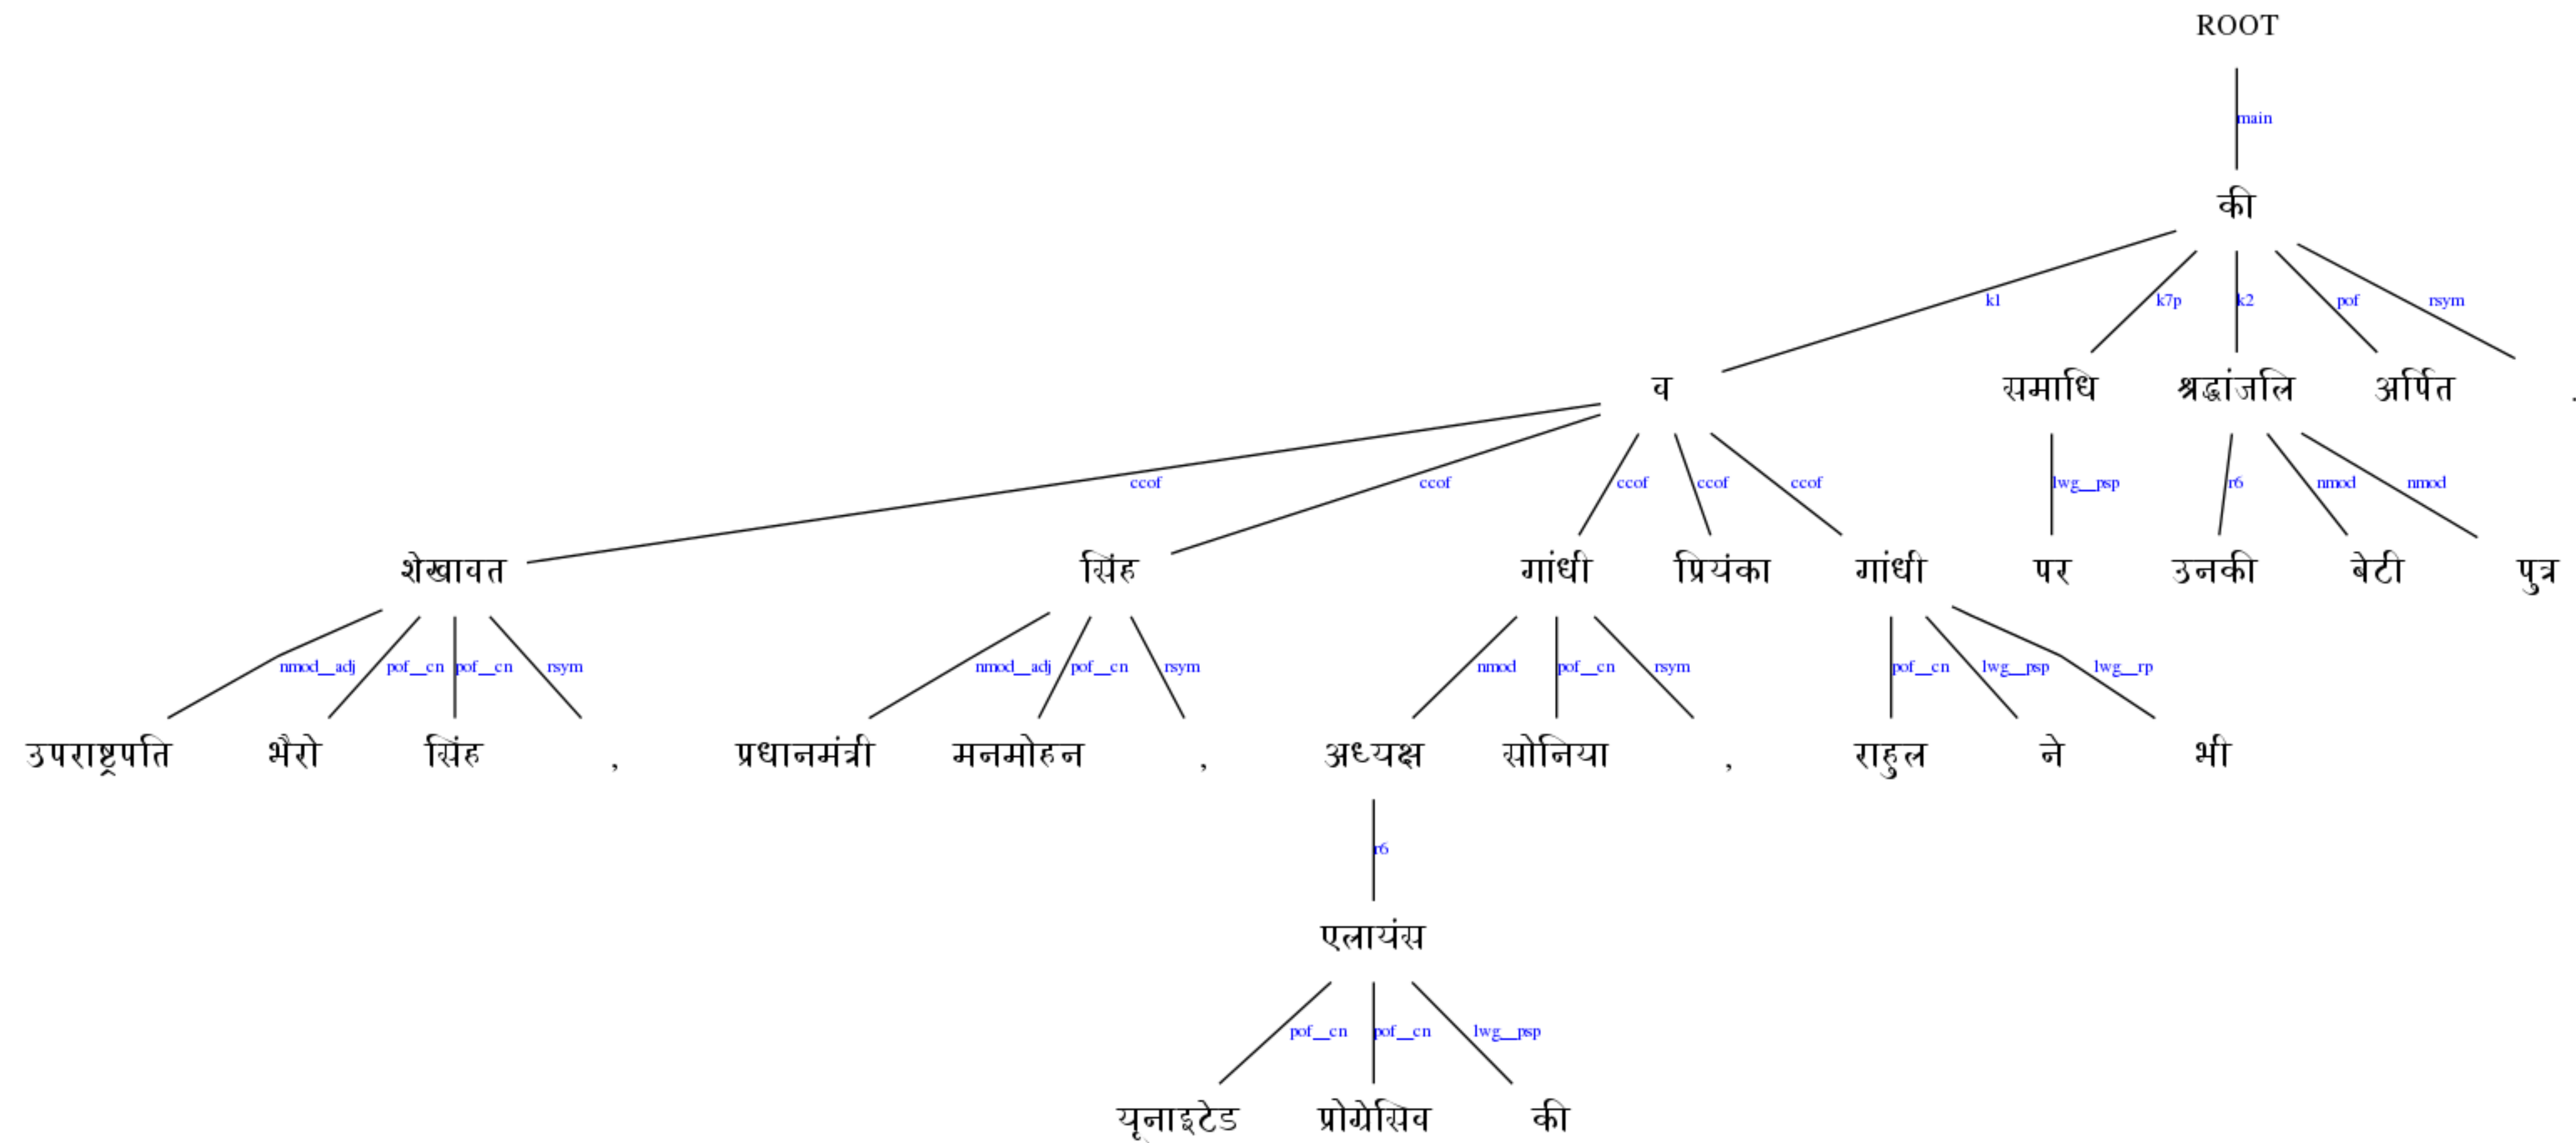 ROOT
main
की
k1 k7p k2 pof rsym
व समाधि श्रद्धांजलि अर्पित .
ccof ccof ccof ccof ccof lwg__psp r6 nmod nmod
शेखावत सिंह गांधी प्रियंका गांधी पर उनकी बेटी पुत्र
nmod__adj pof__cn pof__cn rsym nmod__adj pof__cn rsym nmod pof__cn rsym pof__cn lwg__psp lwg__rp
उपराष्ट्रपति भैरो सिंह , प्रधानमंत्री मनमोहन , अध्यक्ष सोनिया , राहुल ने भी
r6
एलायंस
pof__cn pof__cn lwg__psp
यूनाइटेड प्रोग्रेसिव की